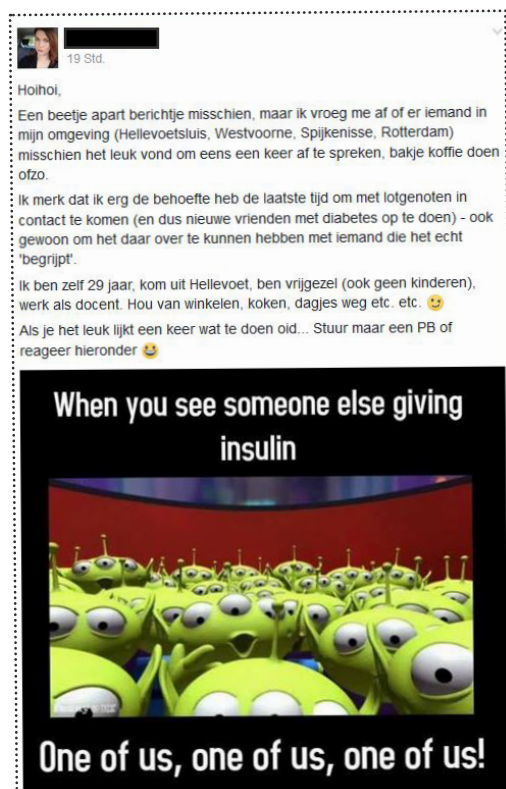 19 Std.
Hoihoi,
Een beetje apart berichtje misschien, maar ik vroeg me af of er iemand in
mijn omgeving (Hellevoetsluis, Westvoorne, Spijkenisse, Rotterdam)
misschien het leuk vond om eens een keer af te spreken, bakje koffie doen
ofzo.
Ik merk dat ik erg de behoefte heb de laatste tijd om met lotgenoten in
contact te komen (en dus nieuwe vrienden met diabetes op te doen) - ook
gewoon om het daar over te kunnen hebben met iemand die het echt
'begrijpt'.
Ik ben zelf 29 jaar, kom uit Hellevoet, ben vrijgezel (ook geen kinderen),
werk als docent. Hou van winkelen, koken, dagjes weg etc. etc. 😉
Als je het leuk lijkt een keer wat te doen oid... Stuur maar een PB of
reageer hieronder 😀
When you see someone else giving
insulin
One of us, one of us, one of us!